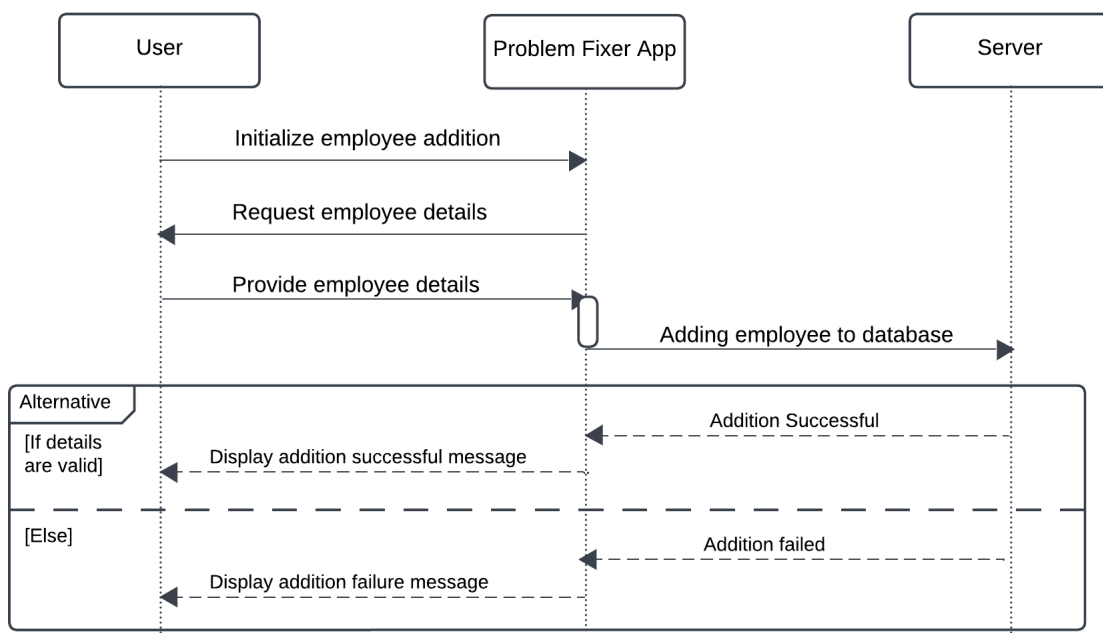 User
Problem Fixer App
Server
Initialize employee addition
Request employee details
Provide employee details
Adding employee to database
Alternative
[If details
are valid]
Addition Successful
Display addition successful message
[Else]
Addition failed
Display addition failure message